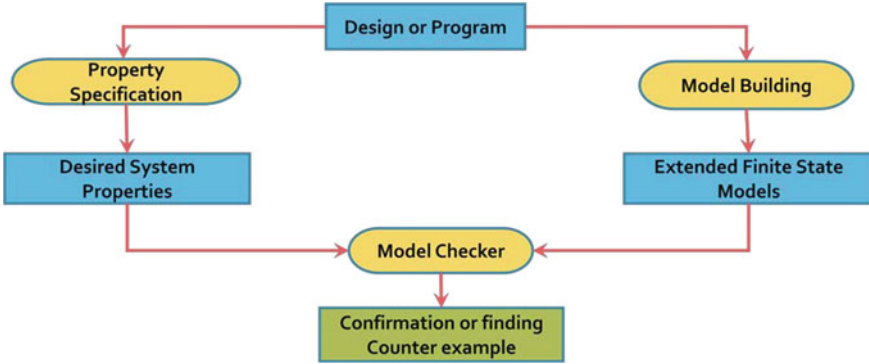 Design or Program
Property
Specification
Model Building
Desired System
Properties
Extended Finite State
Models
Model Checker
Confirmation or finding
Counter example